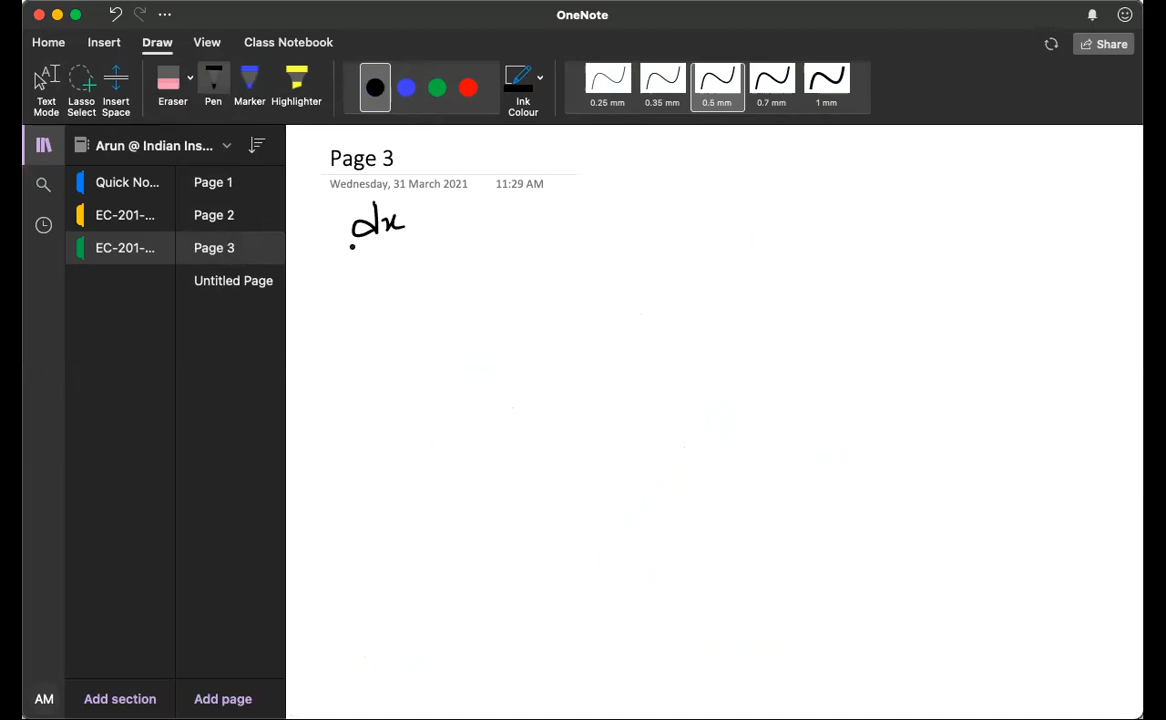 OneNote
Home Insert Draw View Class Notebook
Share
Text Mode
Lasso Select
Insert Space
Eraser
Pen
Marker
Highlighter
Ink Colour
0.25 mm 0.35 mm 0.5 mm 0.7 mm 1 mm
Arun @ Indian Ins...
Quick No... Page 1
EC-201-... Page 2
EC-201-... Page 3
Untitled Page
Page 3
Wednesday, 31 March 2021 11:29 AM
dx
AM Add section Add page